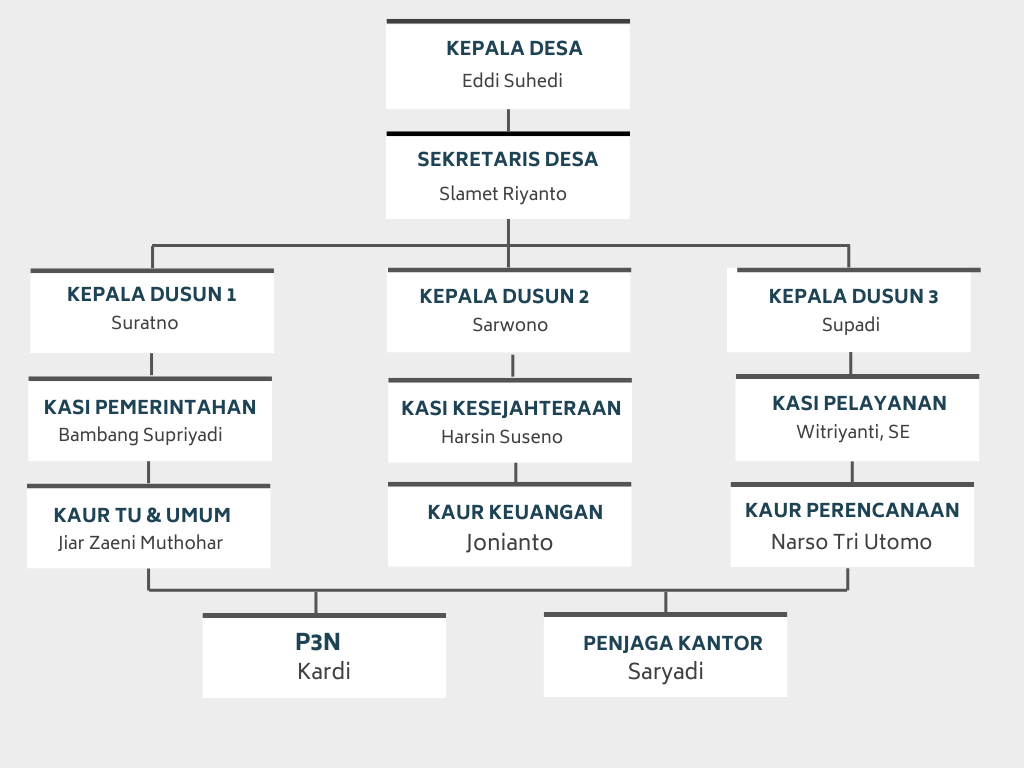 KEPALA DESA
Eddi Suhedi
SEKRETARIS DESA
Slamet Riyanto
KEPALA DUSUN 1
Suratno
KEPALA DUSUN 2
Sarwono
KEPALA DUSUN 3
Supadi
KASI PEMERINTAHAN
Bambang Supriyadi
KASI KESEJAHTERAAN
Harsin Suseno
KASI PELAYANAN
Witriyanti, SE
KAUR TU & UMUM
Jiar Zaeni Muthohar
KAUR KEUANGAN
Jonianto
KAUR PERENCANAAN
Narso Tri Utomo
P3N
Kardi
PENJAGA KANTOR
Saryadi